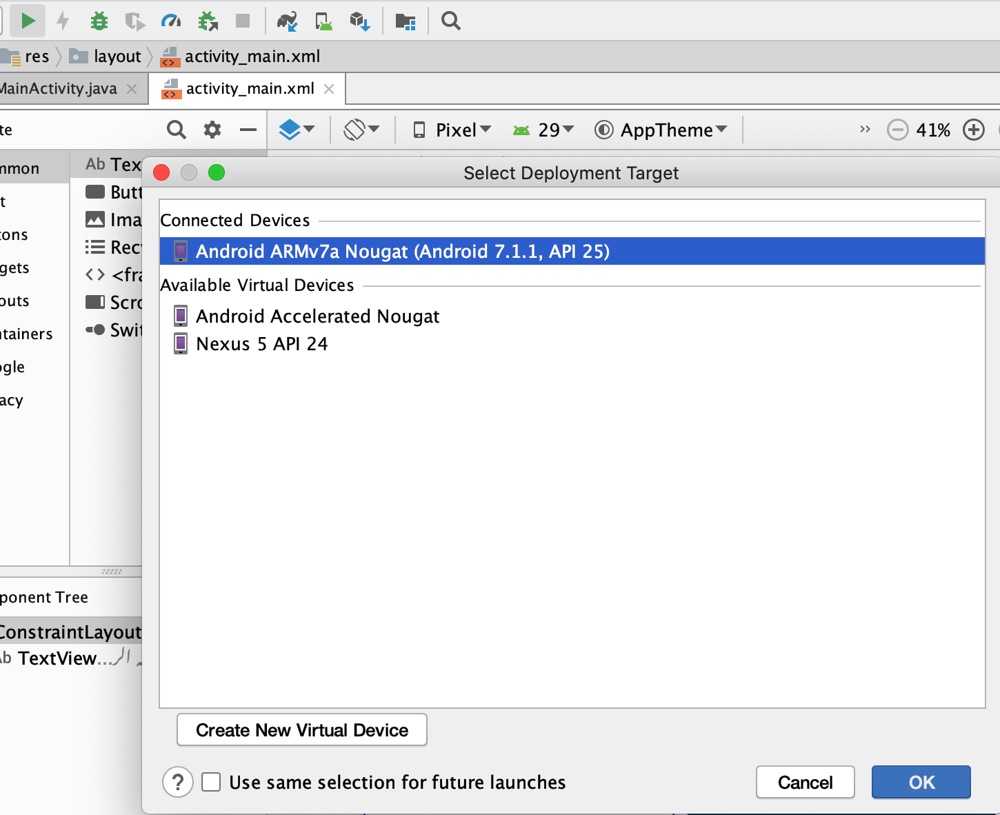 res layout activity_main.xml
MainActivity.java activity_main.xml
Pixel 29 AppTheme 41%
Select Deployment Target
Connected Devices
Android ARMv7a Nougat (Android 7.1.1, API 25)
Available Virtual Devices
Android Accelerated Nougat
Nexus 5 API 24
Create New Virtual Device
? Use same selection for future launches
Cancel OK
te
mmon
t
tons
gets
outs
ntainers
ogle
acy
Ab Tex
Butt
Ima
Rec
<fra
Scro
Swit
ponent Tree
ConstraintLayout
Ab TextView...